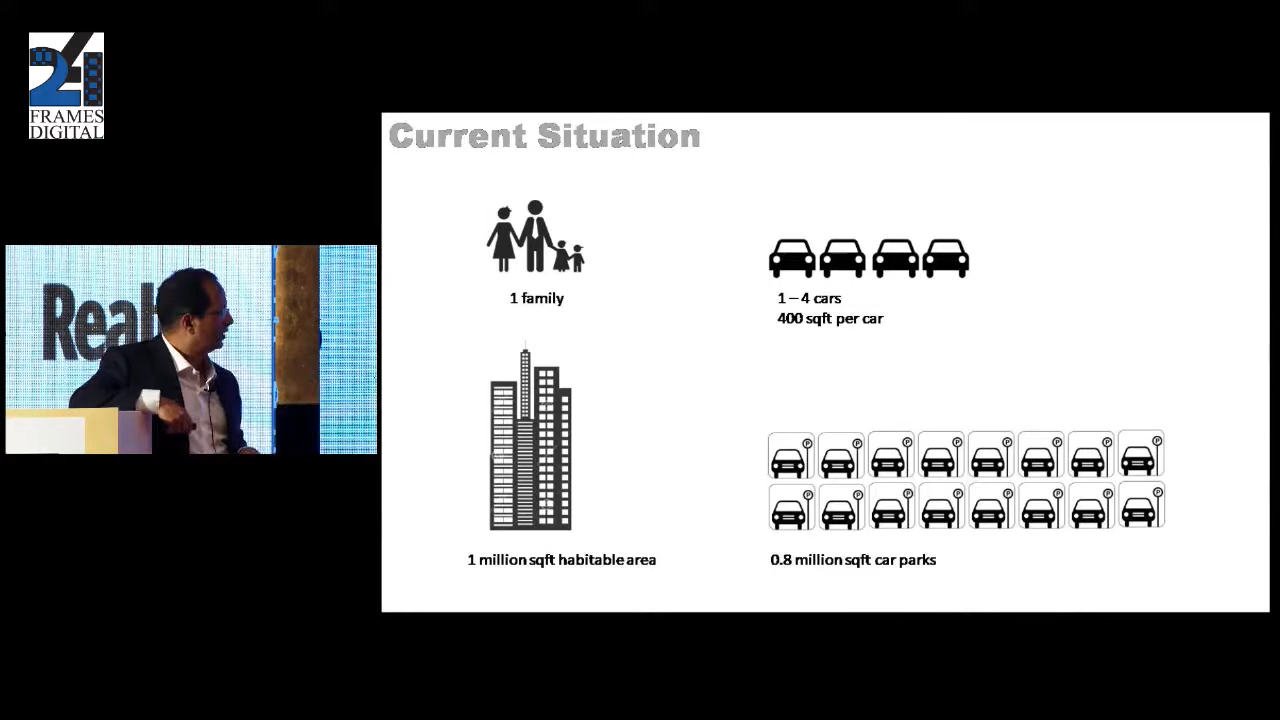 24
FRAMES
DIGITAL
Current Situation
1 family
1 – 4 cars
400 sqft per car
1 million sqft habitable area
0.8 million sqft car parks